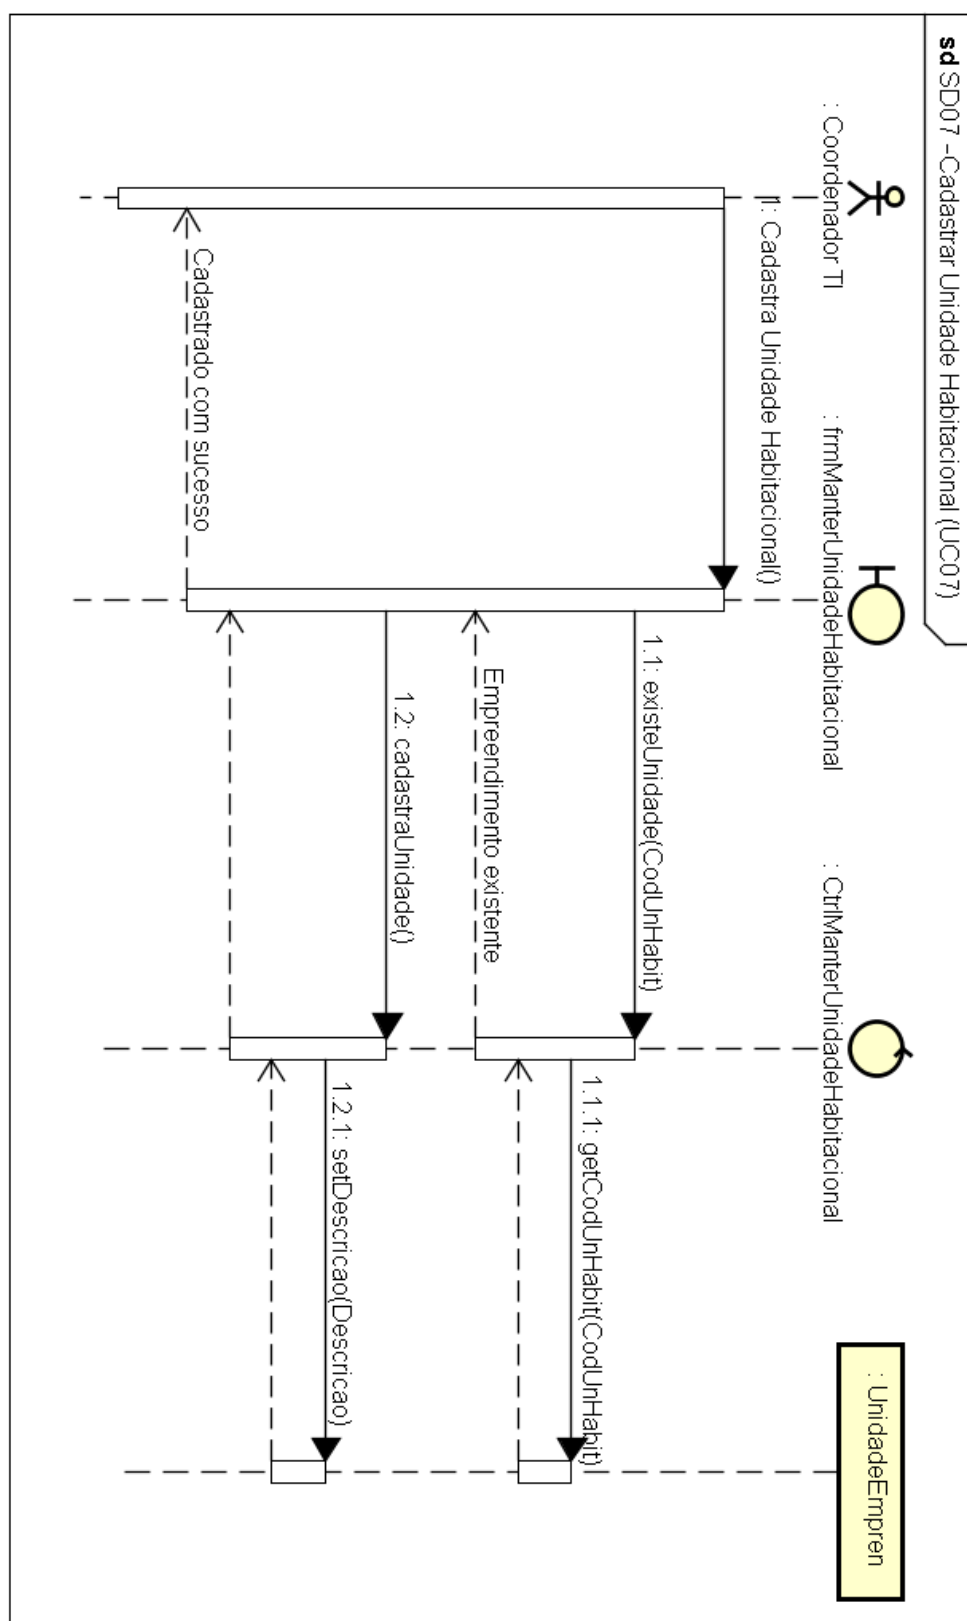 sd SD07 -Cadastrar Unidade Habitacional (UC07)
: Coordenador TI
: frmManterUnidadeHabitacional
: CtrlManterUnidadeHabitacional
: UnidadeEmpren
1: Cadastra Unidade Habitacional()
1.1: existeUnidade(CodUnHabit)
1.1.1: getCodUnHabit(CodUnHabit)
Empreendimento existente
1.2: cadastraUnidade()
1.2.1: setDescricao(Descricao)
Cadastrado com sucesso